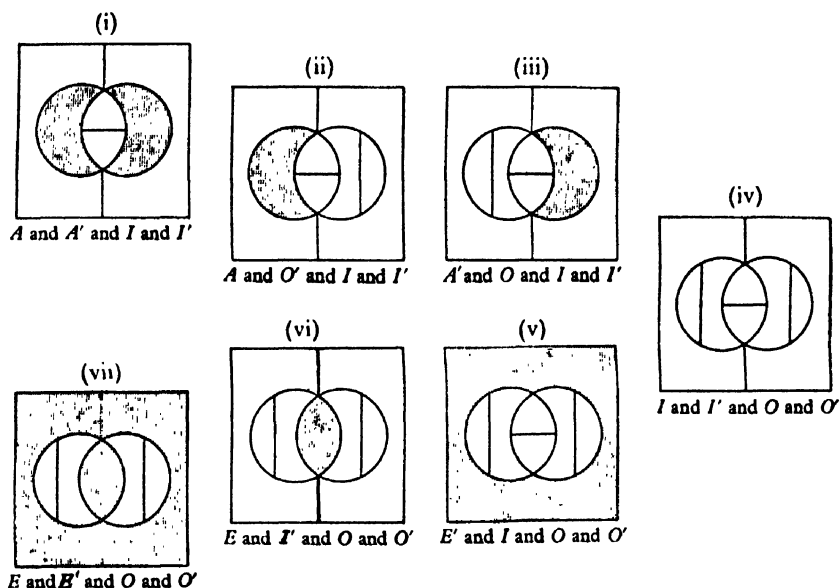 (i)
(ii)
(iii)
A and A' and I and I'
(iv)
A and O' and I and I'
A' and O and I and I'
(vi)
(v)
(vii)
I and I' and O and O'
E and I' and O and O'
E' and I and O and O'
E and E' and O and O'